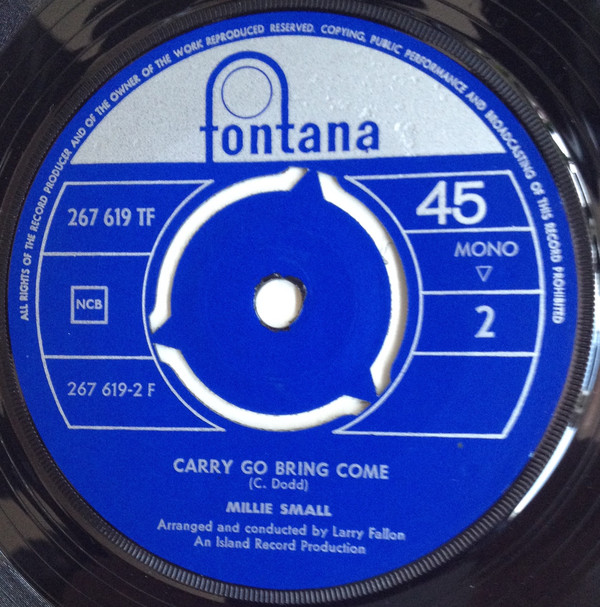 ALL RIGHTS OF THE RECORD PRODUCER AND OF THE OWNER OF THE WORK REPRODUCED RESERVED. COPYING, PUBLIC PERFORMANCE AND BROADCASTING OF THIS RECORD PROHIBITED
fontana
267 619 TF
45
MONO
▽
NCB
2
267 619-2 F
CARRY GO BRING COME
(C. Dodd)
MILLIE SMALL
Arranged and conducted by Larry Fallon
An Island Record Production